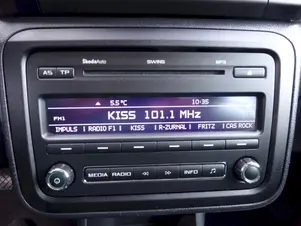 ŠkodaAuto SWING MP3
AS TP
5.5°C 10:35
FM1 KISS 101.1 MHz
IMPULS RADIO F1 KISS R-ZURNAL FRITZ CAS ROCK
MEDIA RADIO INFO